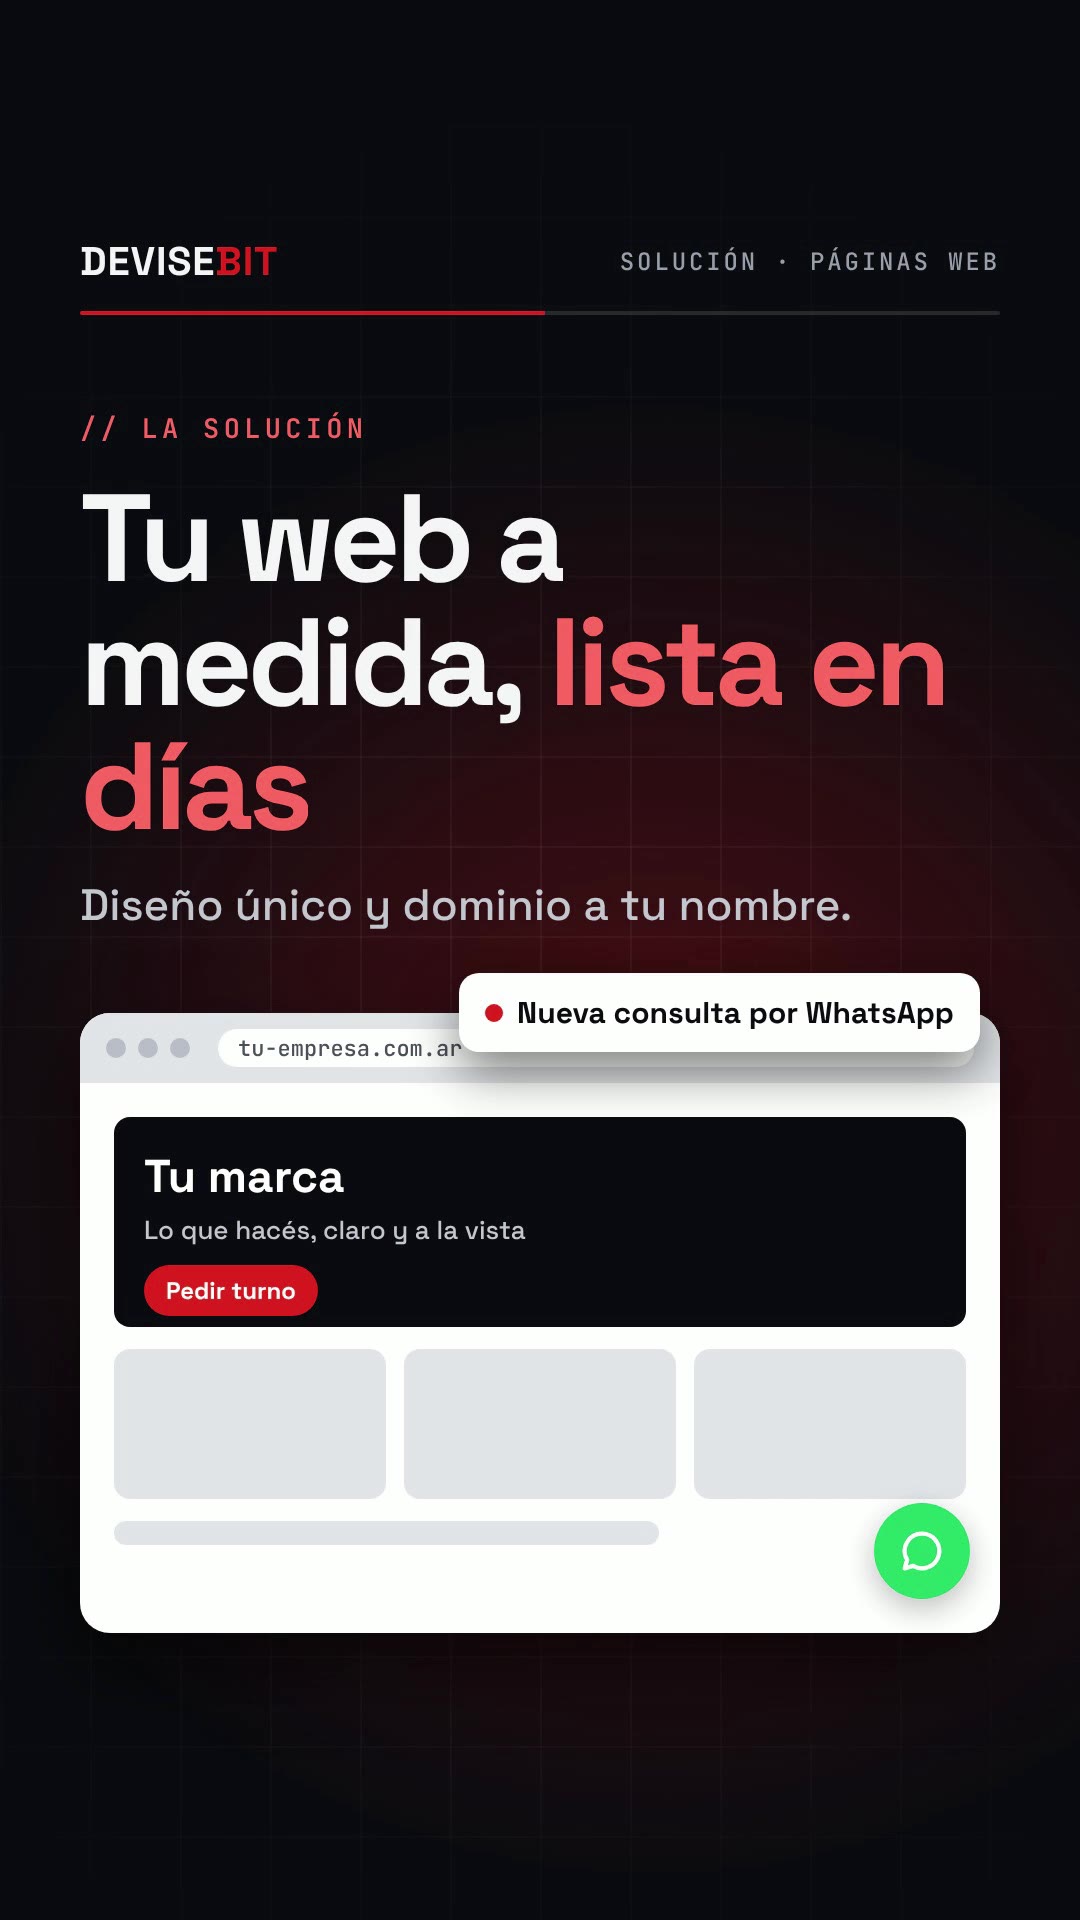 DEVISEBIT
SOLUCIÓN · PÁGINAS WEB
// LA SOLUCIÓN
Tu web a
medida, lista en
días
Diseño único y dominio a tu nombre.
Nueva consulta por WhatsApp
tu-empresa.com.ar
Tu marca
Lo que hacés, claro y a la vista
Pedir turno